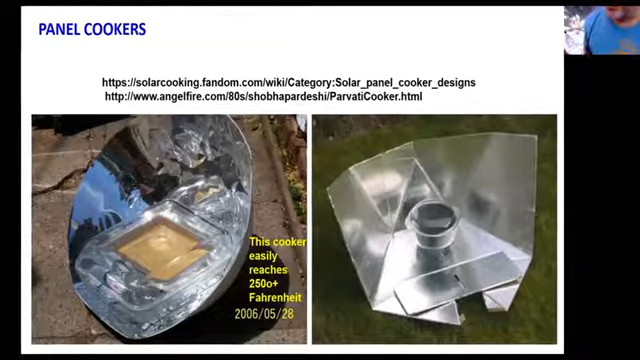 PANEL COOKERS
https://solarcooking.fandom.com/wiki/Category:Solar_panel_cooker_designs
http://www.angelfire.com/80s/shobhapardeshi/ParvatiCooker.html
This cooker
easily
reaches
250o+
Fahrenheit
2006/05/28